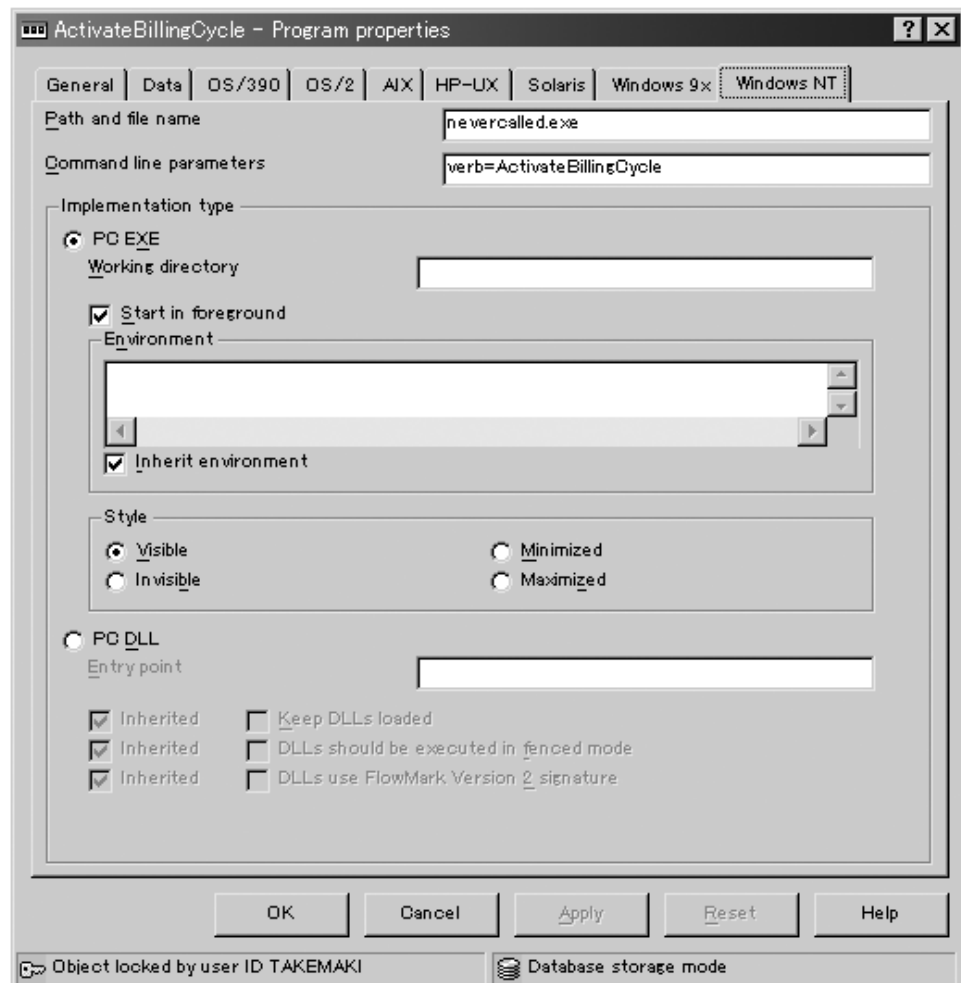 ActivateBillingCycle - Program properties
General Data OS/390 OS/2 AIX HP-UX Solaris Windows 9x Windows NT
Path and file name nevercalled.exe
Command line parameters verb=ActivateBillingCycle
Implementation type
PC EXE
Working directory
Start in foreground
Environment
Inherit environment
Style
Visible Minimized
Invisible Maximized
PC DLL
Entry point
Inherited Keep DLLs loaded
Inherited DLLs should be executed in fenced mode
Inherited DLLs use FlowMark Version 2 signature
OK Cancel Apply Reset Help
Object locked by user ID TAKEMAKI Database storage mode